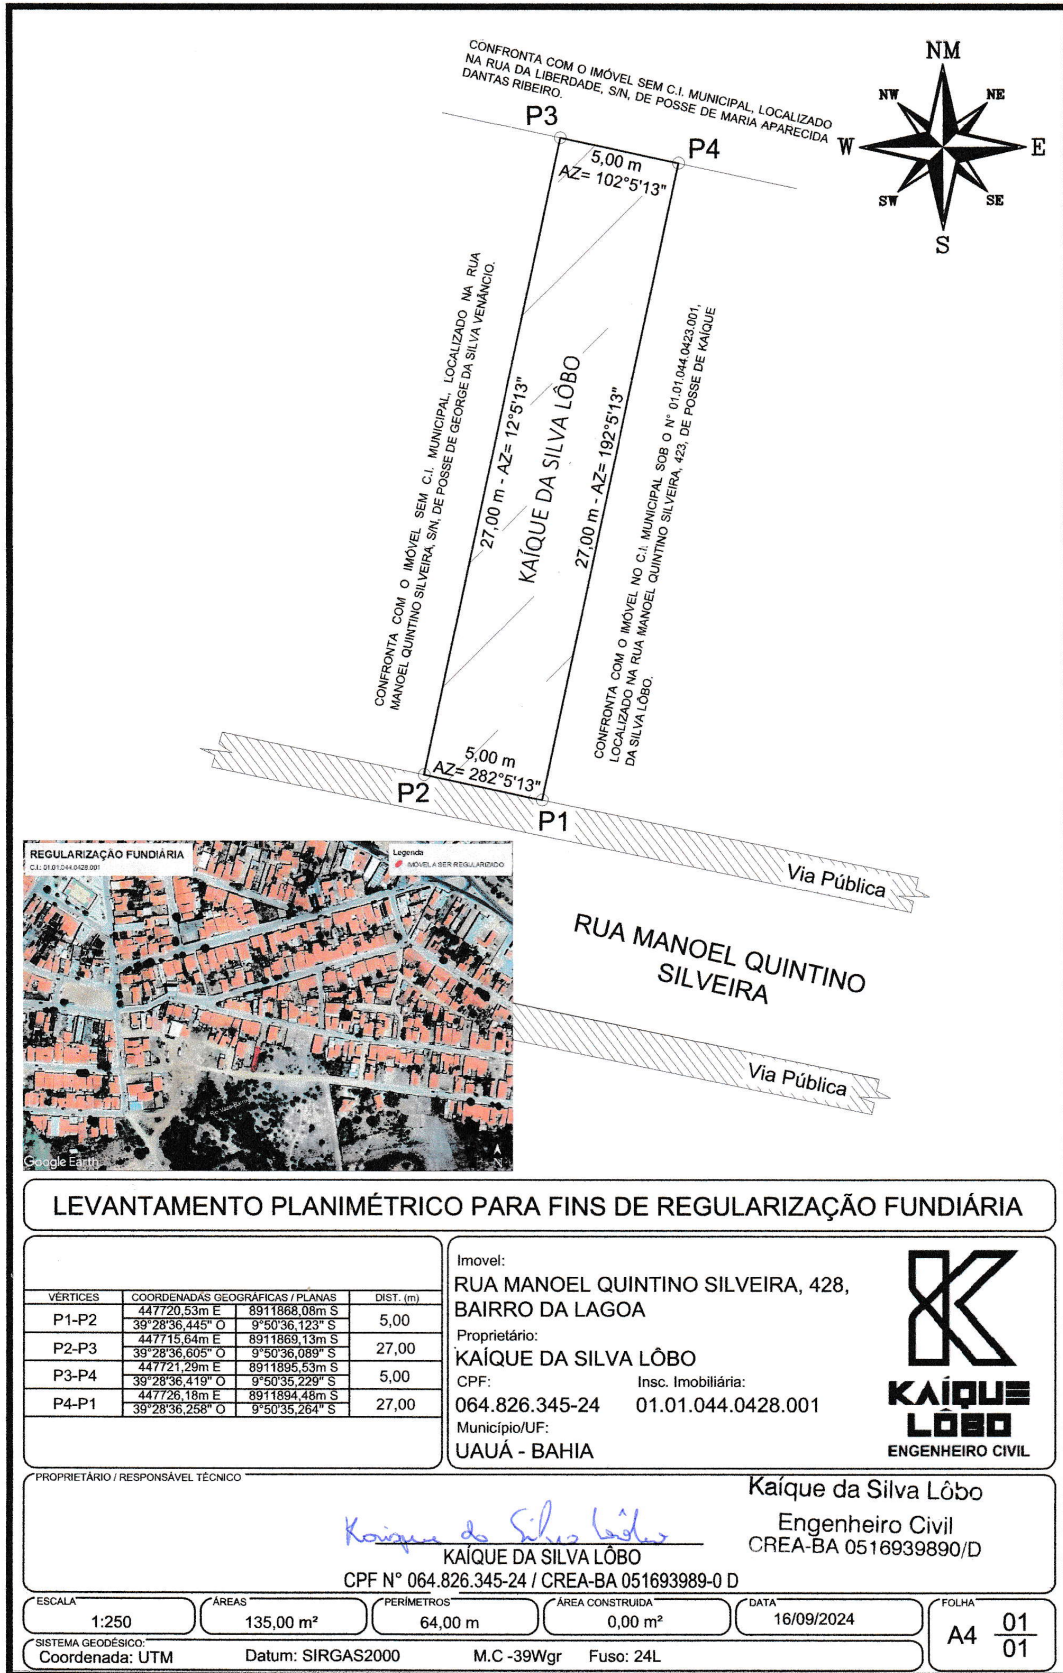 CONFRONTA COM O IMÓVEL SEM C.I. MUNICIPAL, LOCALIZADO
NA RUA DA LIBERDADE, S/N, DE POSSE DE MARIA APARECIDA
DANTAS RIBEIRO.
NM
NW
NE
W
E
SW
SE
S
P3
P4
5,00 m
AZ= 102°5'13"
CONFRONTA COM O IMÓVEL SEM C.I. MUNICIPAL, LOCALIZADO NA RUA
MANOEL QUINTINO SILVEIRA, S/N, DE POSSE DE GEORGE DA SILVA VENÂNCIO.
27,00 m - AZ= 12°5'13"
KAÍQUE DA SILVA LÔBO
27,00 m - AZ= 192°5'13"
CONFRONTA COM O IMÓVEL NO C.I. MUNICIPAL SOB O N° 01.01.044.0423.001,
LOCALIZADO NA RUA MANOEL QUINTINO SILVEIRA, 423, DE POSSE DE KAÍQUE
DA SILVA LÔBO.
5,00 m
AZ= 282°5'13"
P2
P1
Via Pública
RUA MANOEL QUINTINO
SILVEIRA
Via Pública
REGULARIZAÇÃO FUNDIÁRIA
C.I.: 01.01.044.0428.001
Legenda
IMÓVEL A SER REGULARIZADO
Google Earth
N
LEVANTAMENTO PLANIMÉTRICO PARA FINS DE REGULARIZAÇÃO FUNDIÁRIA
VÉRTICES COORDENADAS GEOGRÁFICAS / PLANAS DIST. (m)
P1-P2 447720,53m E 8911868,08m S 5,00
39°28'36,445" O 9°50'36,123" S
P2-P3 447715,64m E 8911869,13m S 27,00
39°28'36,605" O 9°50'36,089" S
P3-P4 447721,29m E 8911895,53m S 5,00
39°28'36,419" O 9°50'35,229" S
P4-P1 447726,18m E 8911894,48m S 27,00
39°28'36,258" O 9°50'35,264" S
Imovel:
RUA MANOEL QUINTINO SILVEIRA, 428,
BAIRRO DA LAGOA
Proprietário:
KAÍQUE DA SILVA LÔBO
CPF: Insc. Imobiliária:
064.826.345-24 01.01.044.0428.001
Município/UF:
UAUÁ - BAHIA
KAÍQUE
LÔBO
ENGENHEIRO CIVIL
PROPRIETÁRIO / RESPONSÁVEL TÉCNICO
Kaíque da Silva Lôbo
KAÍQUE DA SILVA LÔBO
CPF N° 064.826.345-24 / CREA-BA 051693989-0 D
Kaíque da Silva Lôbo
Engenheiro Civil
CREA-BA 0516939890/D
ESCALA
1:250
ÁREAS
135,00 m²
PERÍMETROS
64,00 m
ÁREA CONSTRUIDA
0,00 m²
DATA
16/09/2024
FOLHA
A4 01
01
SISTEMA GEODÉSICO:
Coordenada: UTM Datum: SIRGAS2000 M.C -39Wgr Fuso: 24L